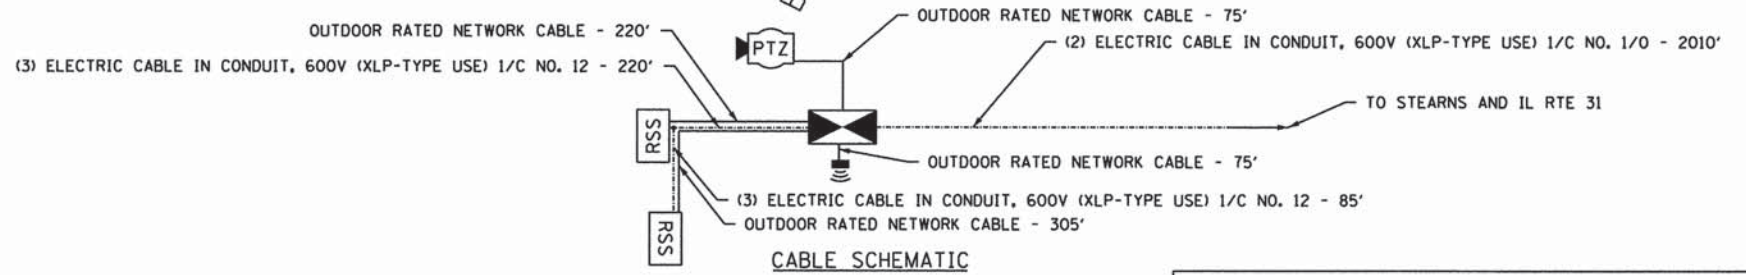 OUTDOOR RATED NETWORK CABLE - 75'
OUTDOOR RATED NETWORK CABLE - 220'
PTZ
(2) ELECTRIC CABLE IN CONDUIT, 600V (XLP-TYPE USE) 1/C NO. 1/0 - 2010'
(3) ELECTRIC CABLE IN CONDUIT, 600V (XLP-TYPE USE) 1/C NO. 12 - 220'
TO STEARNS AND IL RTE 31
RSS
OUTDOOR RATED NETWORK CABLE - 75'
(3) ELECTRIC CABLE IN CONDUIT, 600V (XLP-TYPE USE) 1/C NO. 12 - 85'
OUTDOOR RATED NETWORK CABLE - 305'
RSS
CABLE SCHEMATIC